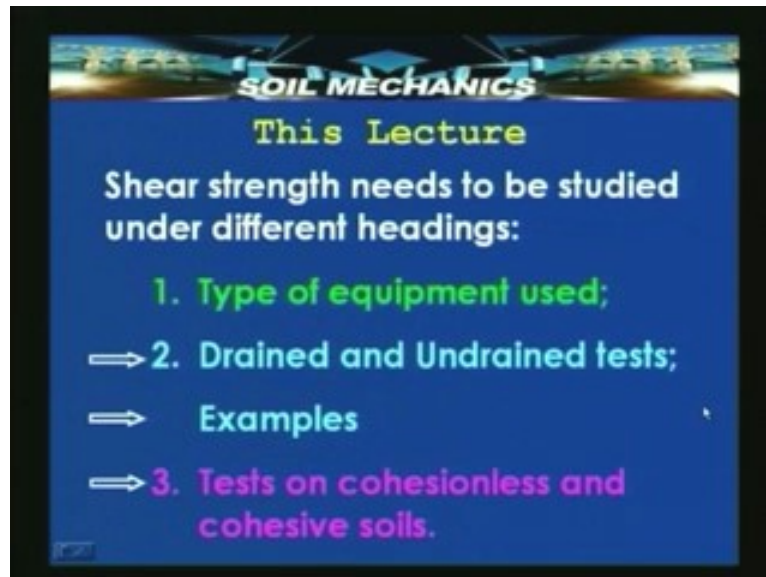 SOIL MECHANICS
This Lecture
Shear strength needs to be studied
under different headings:
1. Type of equipment used;
2. Drained and Undrained tests;
Examples
3. Tests on cohesionless and
cohesive soils.